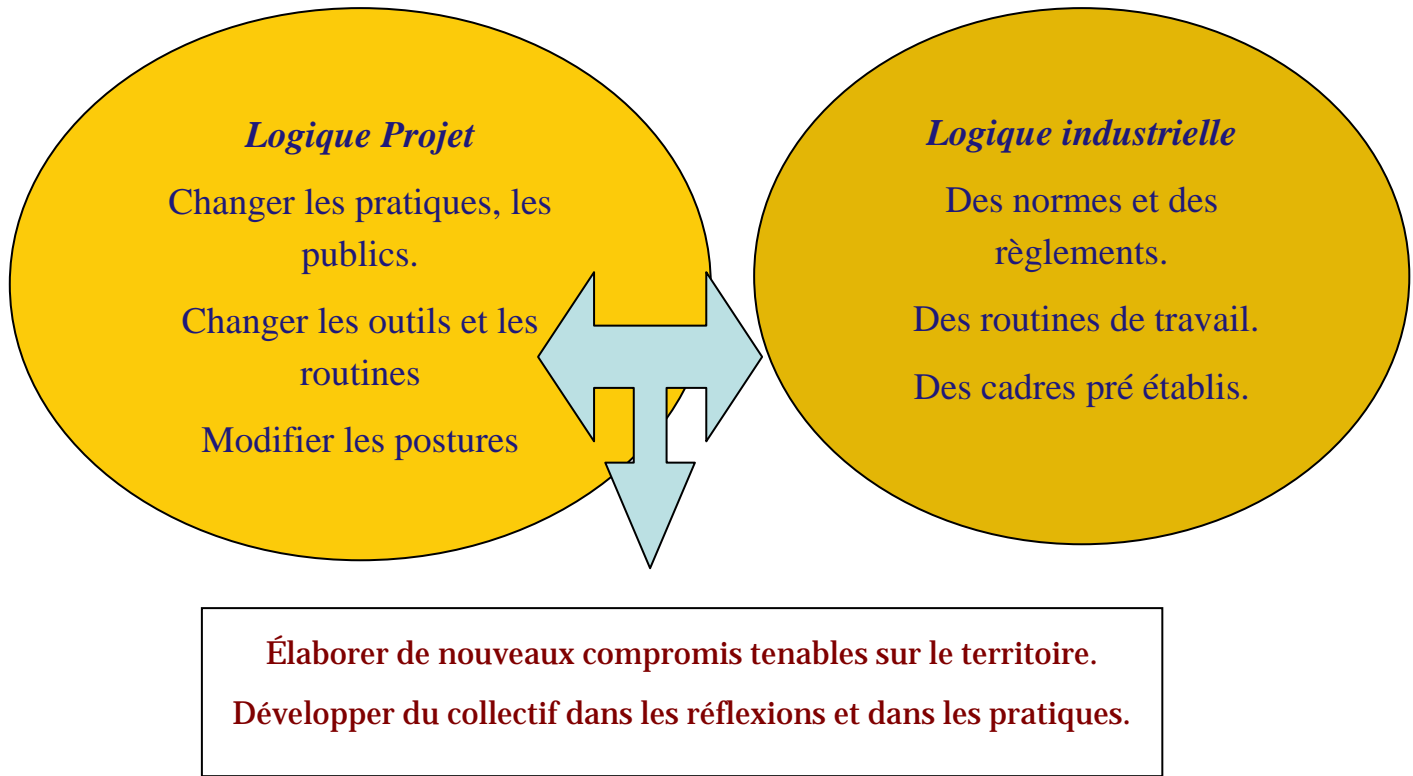 Logique Projet
Changer les pratiques, les
publics.
Changer les outils et les
routines
Modifier les postures
Logique industrielle
Des normes et des
règlements.
Des routines de travail.
Des cadres pré établis.
Élaborer de nouveaux compromis tenables sur le territoire.
Développer du collectif dans les réflexions et dans les pratiques.